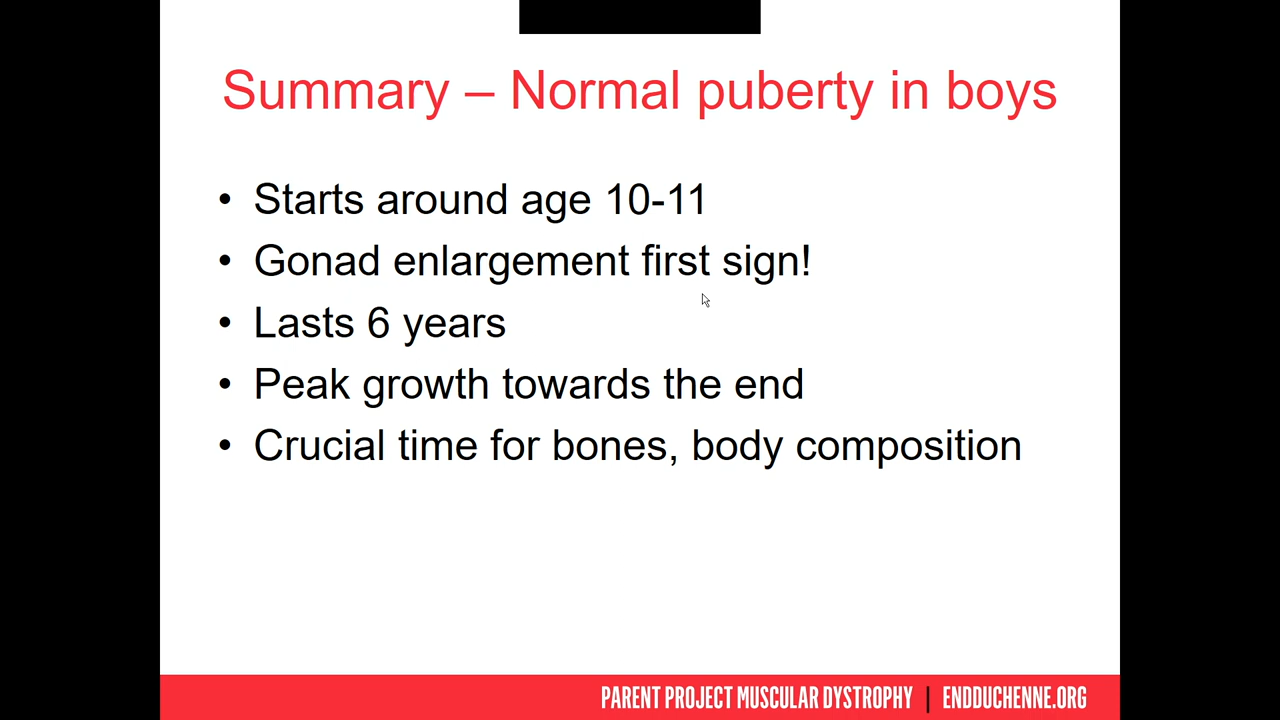 Summary – Normal puberty in boys
• Starts around age 10-11
• Gonad enlargement first sign!
• Lasts 6 years
• Peak growth towards the end
• Crucial time for bones, body composition
PARENT PROJECT MUSCULAR DYSTROPHY | ENDDUCHENNE.ORG